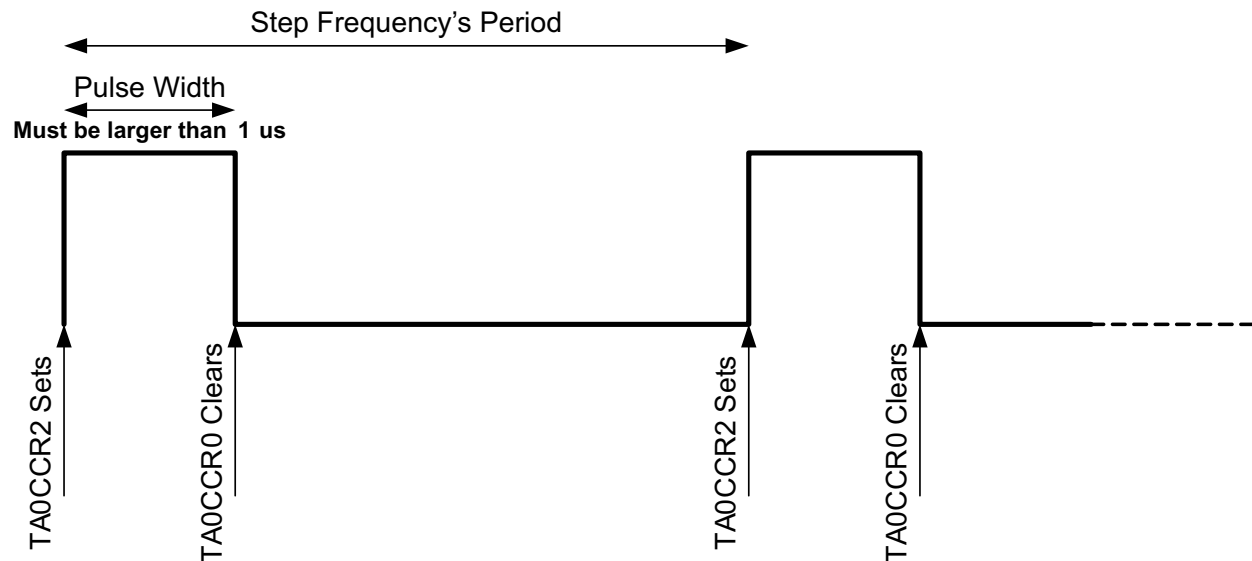 Step Frequency's Period
Pulse Width
Must be larger than 1 us
TA0CCR2 Sets
TA0CCR0 Clears
TA0CCR2 Sets
TA0CCR0 Clears